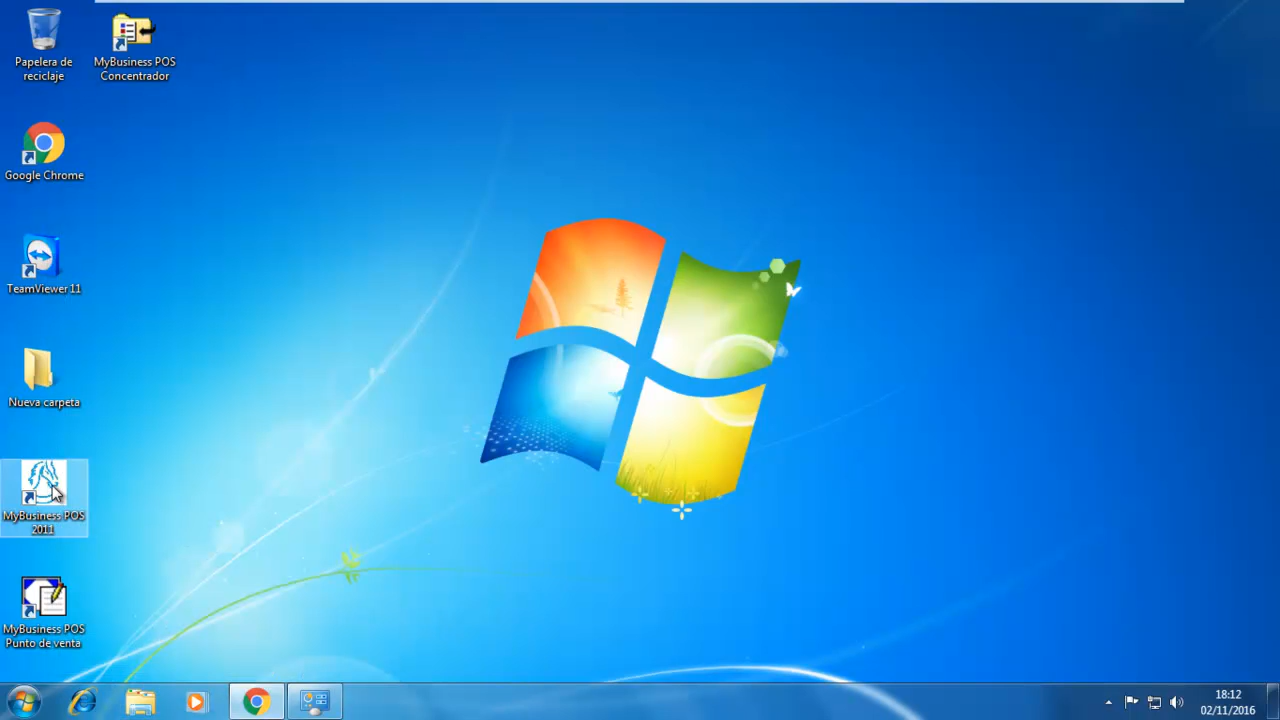 Papelera de
reciclaje
MyBusiness POS
Concentrador
Google Chrome
TeamViewer 11
Nueva carpeta
MyBusiness POS
2011
MyBusiness POS
Punto de venta
18:12
02/11/2016